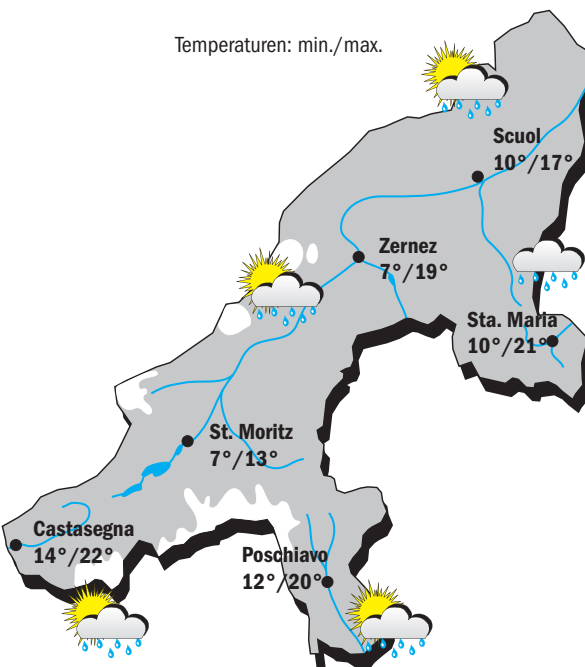 Temperaturen: min./max.
Scuol
10°/17°
Zernez
7°/19°
Sta. Maria
10°/21°
St. Moritz
7°/13°
Castasegna
14°/22°
Poschiavo
12°/20°